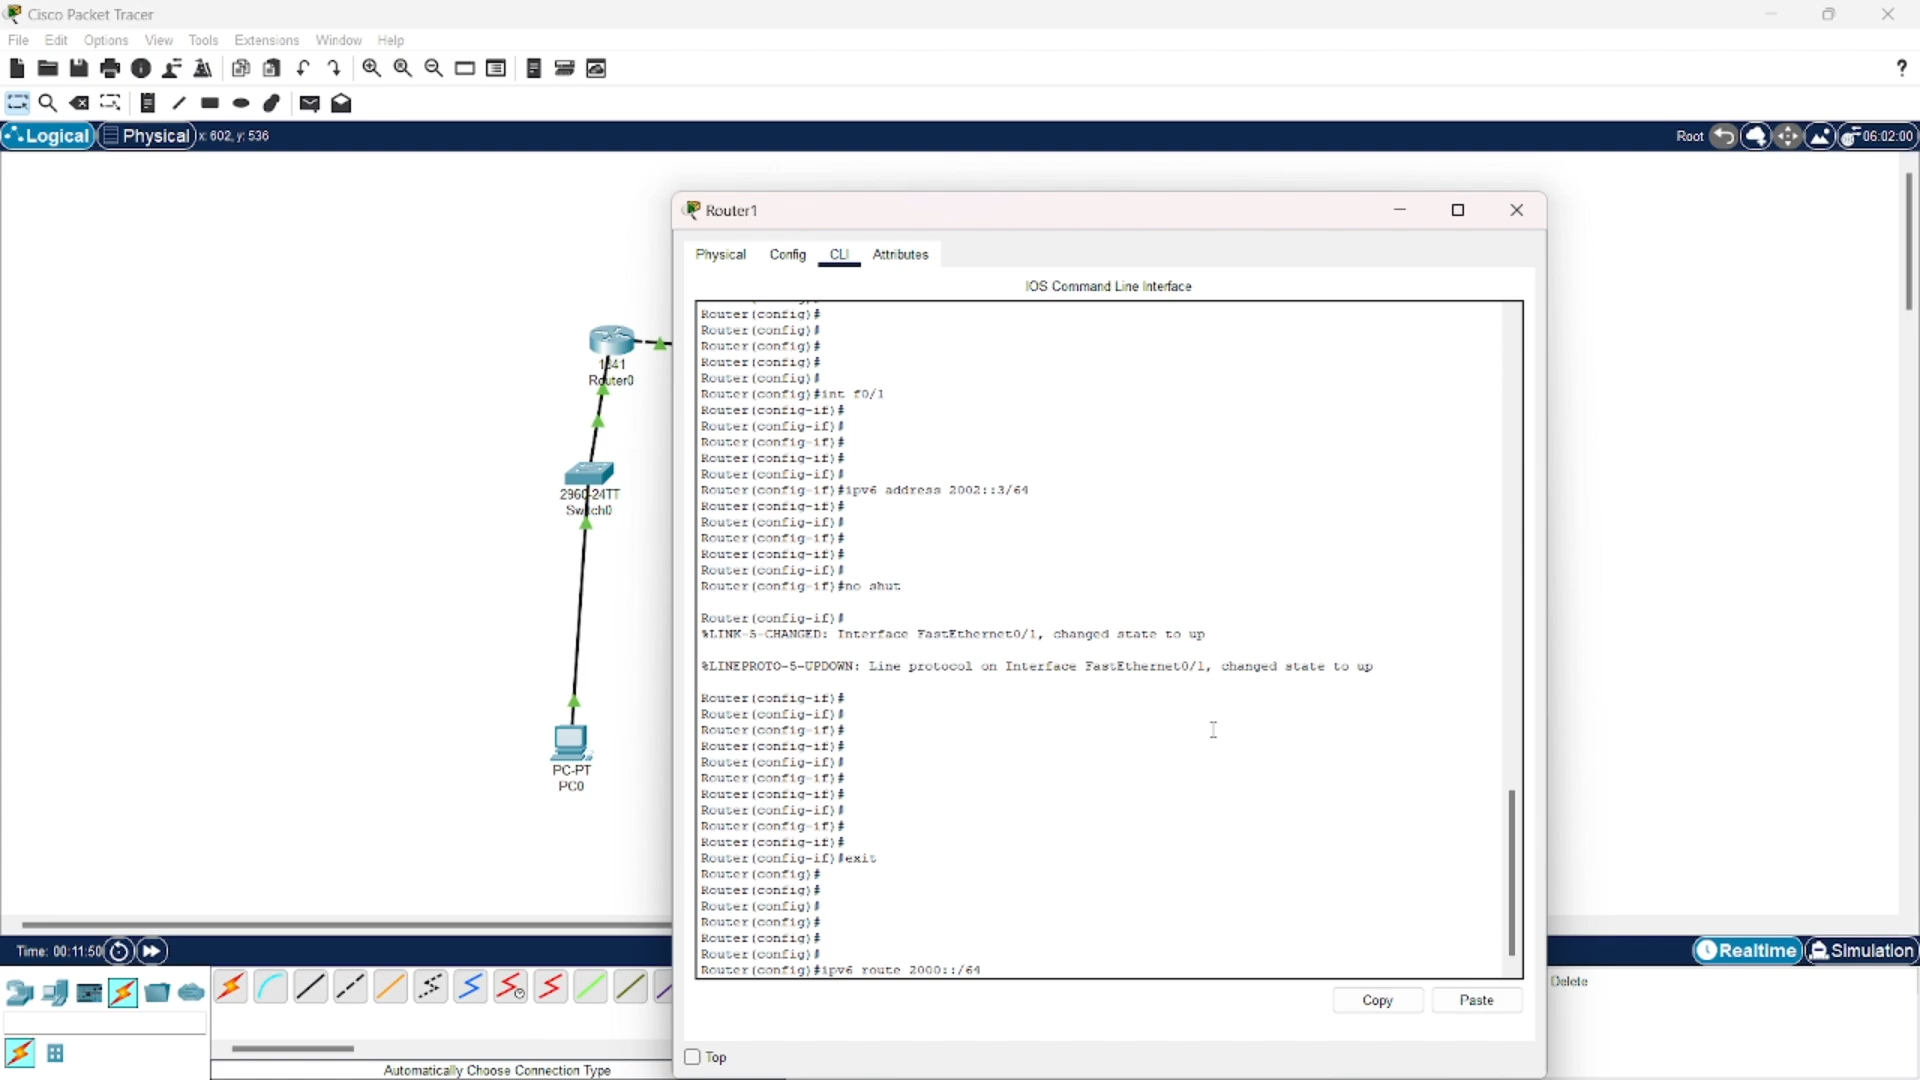 Cisco Packet Tracer
File Edit Options View Tools Extensions Window Help
?
Logical Physical x: 602, y: 536 Root 06:02:00
Router1
Physical Config CLI Attributes
IOS Command Line Interface
Router(config)#
Router(config)#
Router(config)#
Router(config)#
Router(config)#
Router(config)#int f0/1
Router(config-if)#
Router(config-if)#
Router(config-if)#
Router(config-if)#
Router(config-if)#
Router(config-if)#ipv6 address 2002::3/64
Router(config-if)#
Router(config-if)#
Router(config-if)#
Router(config-if)#
Router(config-if)#
Router(config-if)#no shut
Router(config-if)#
%LINK-5-CHANGED: Interface FastEthernet0/1, changed state to up
%LINEPROTO-5-UPDOWN: Line protocol on Interface FastEthernet0/1, changed state to up
Router(config-if)#
Router(config-if)#
Router(config-if)#
Router(config-if)#
Router(config-if)#
Router(config-if)#
Router(config-if)#
Router(config-if)#
Router(config-if)#
Router(config-if)#
Router(config-if)#exit
Router(config)#
Router(config)#
Router(config)#
Router(config)#
Router(config)#
Router(config)#
Router(config)#ipv6 route 2000::/64
Copy Paste
Top
1841
Router0
2960-24TT
Switch0
PC-PT
PC0
Time: 00:11:50
Realtime Simulation
Delete
Automatically Choose Connection Type